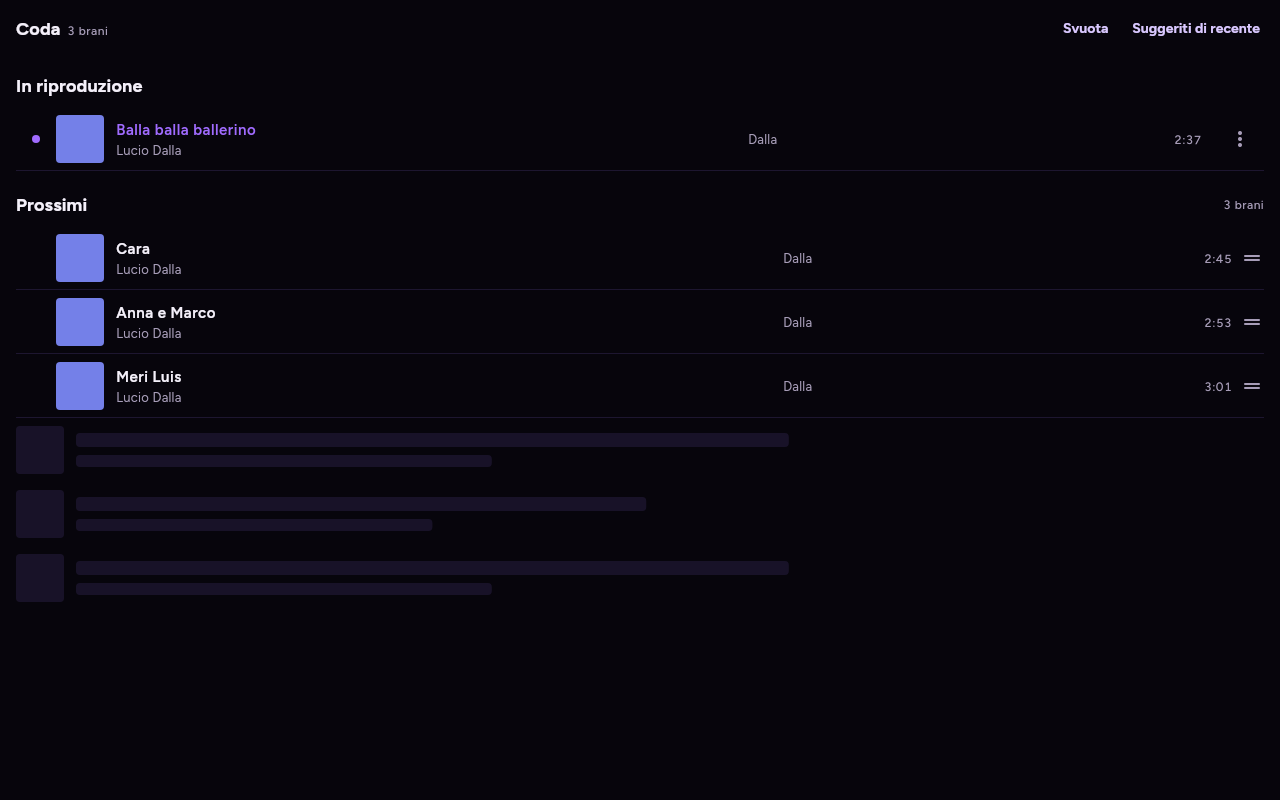 Coda 3 brani
Svuota Suggeriti di recente
In riproduzione
Balla balla ballerino
Lucio Dalla
Dalla
2:37
Prossimi
3 brani
Cara
Lucio Dalla
Dalla
2:45
Anna e Marco
Lucio Dalla
Dalla
2:53
Meri Luis
Lucio Dalla
Dalla
3:01